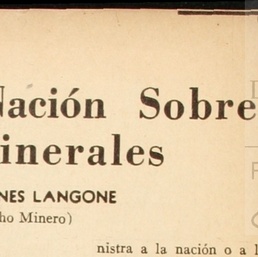 Nación Sobre
inerales
NES LANGONE
ho Minero)
nistra a la nación o a l